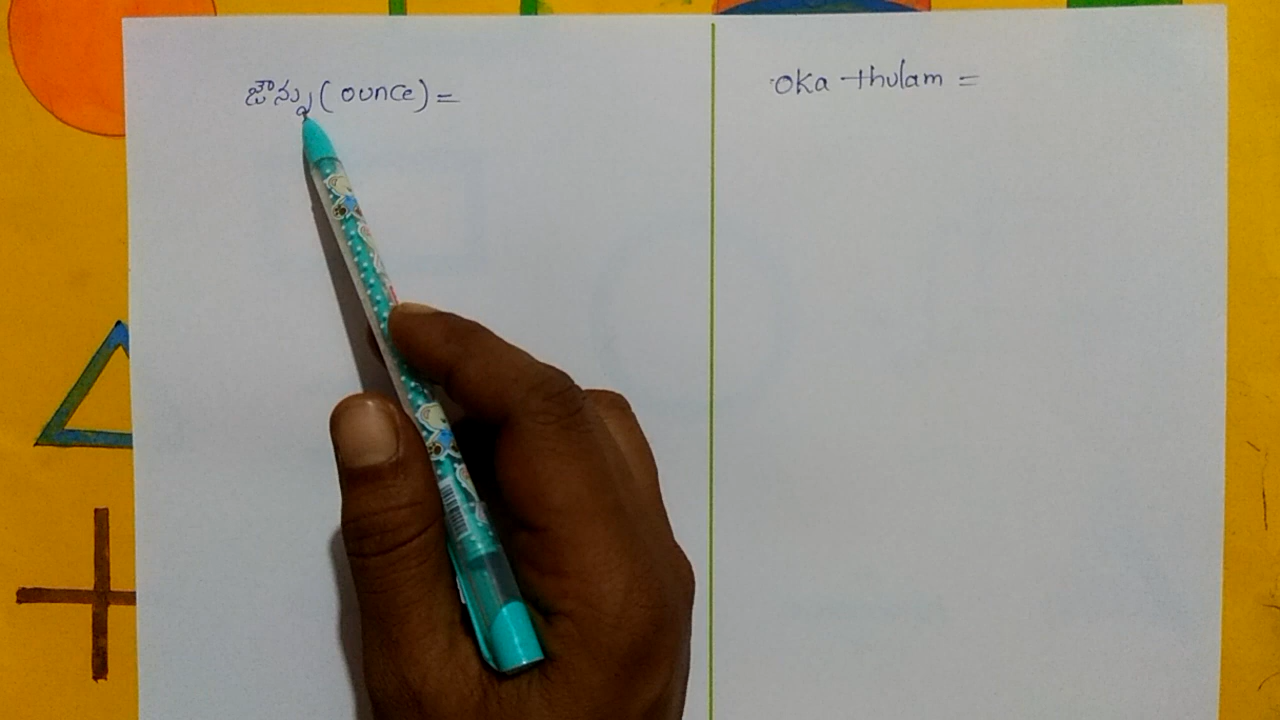 ఔన్సు( ounce) =
oka thulam =